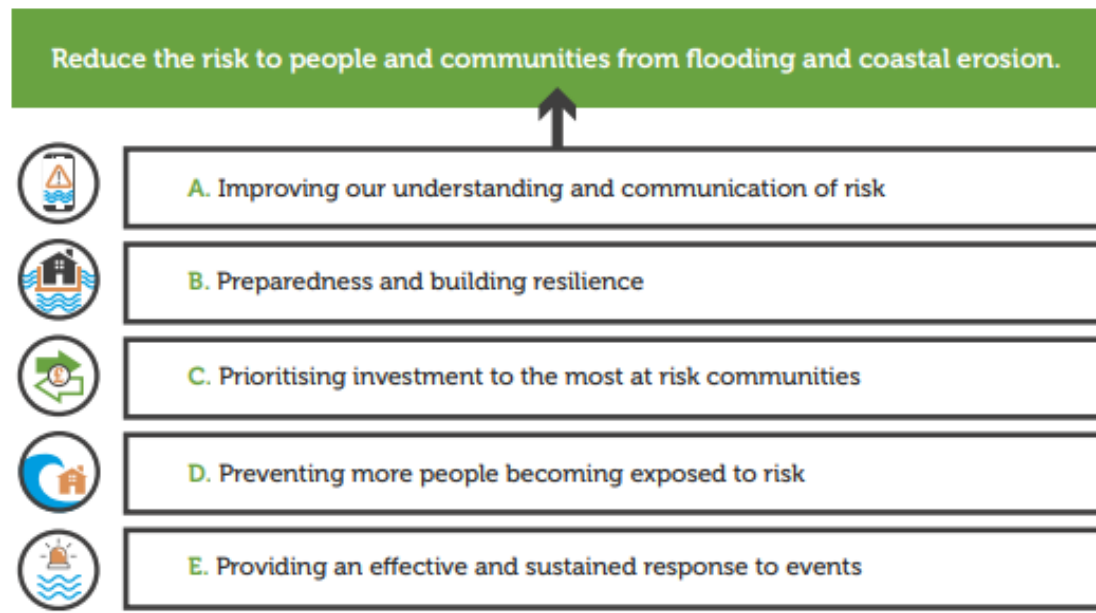 Reduce the risk to people and communities from flooding and coastal erosion.
A. Improving our understanding and communication of risk
B. Preparedness and building resilience
£
C. Prioritising investment to the most at risk communities
D. Preventing more people becoming exposed to risk
E. Providing an effective and sustained response to events